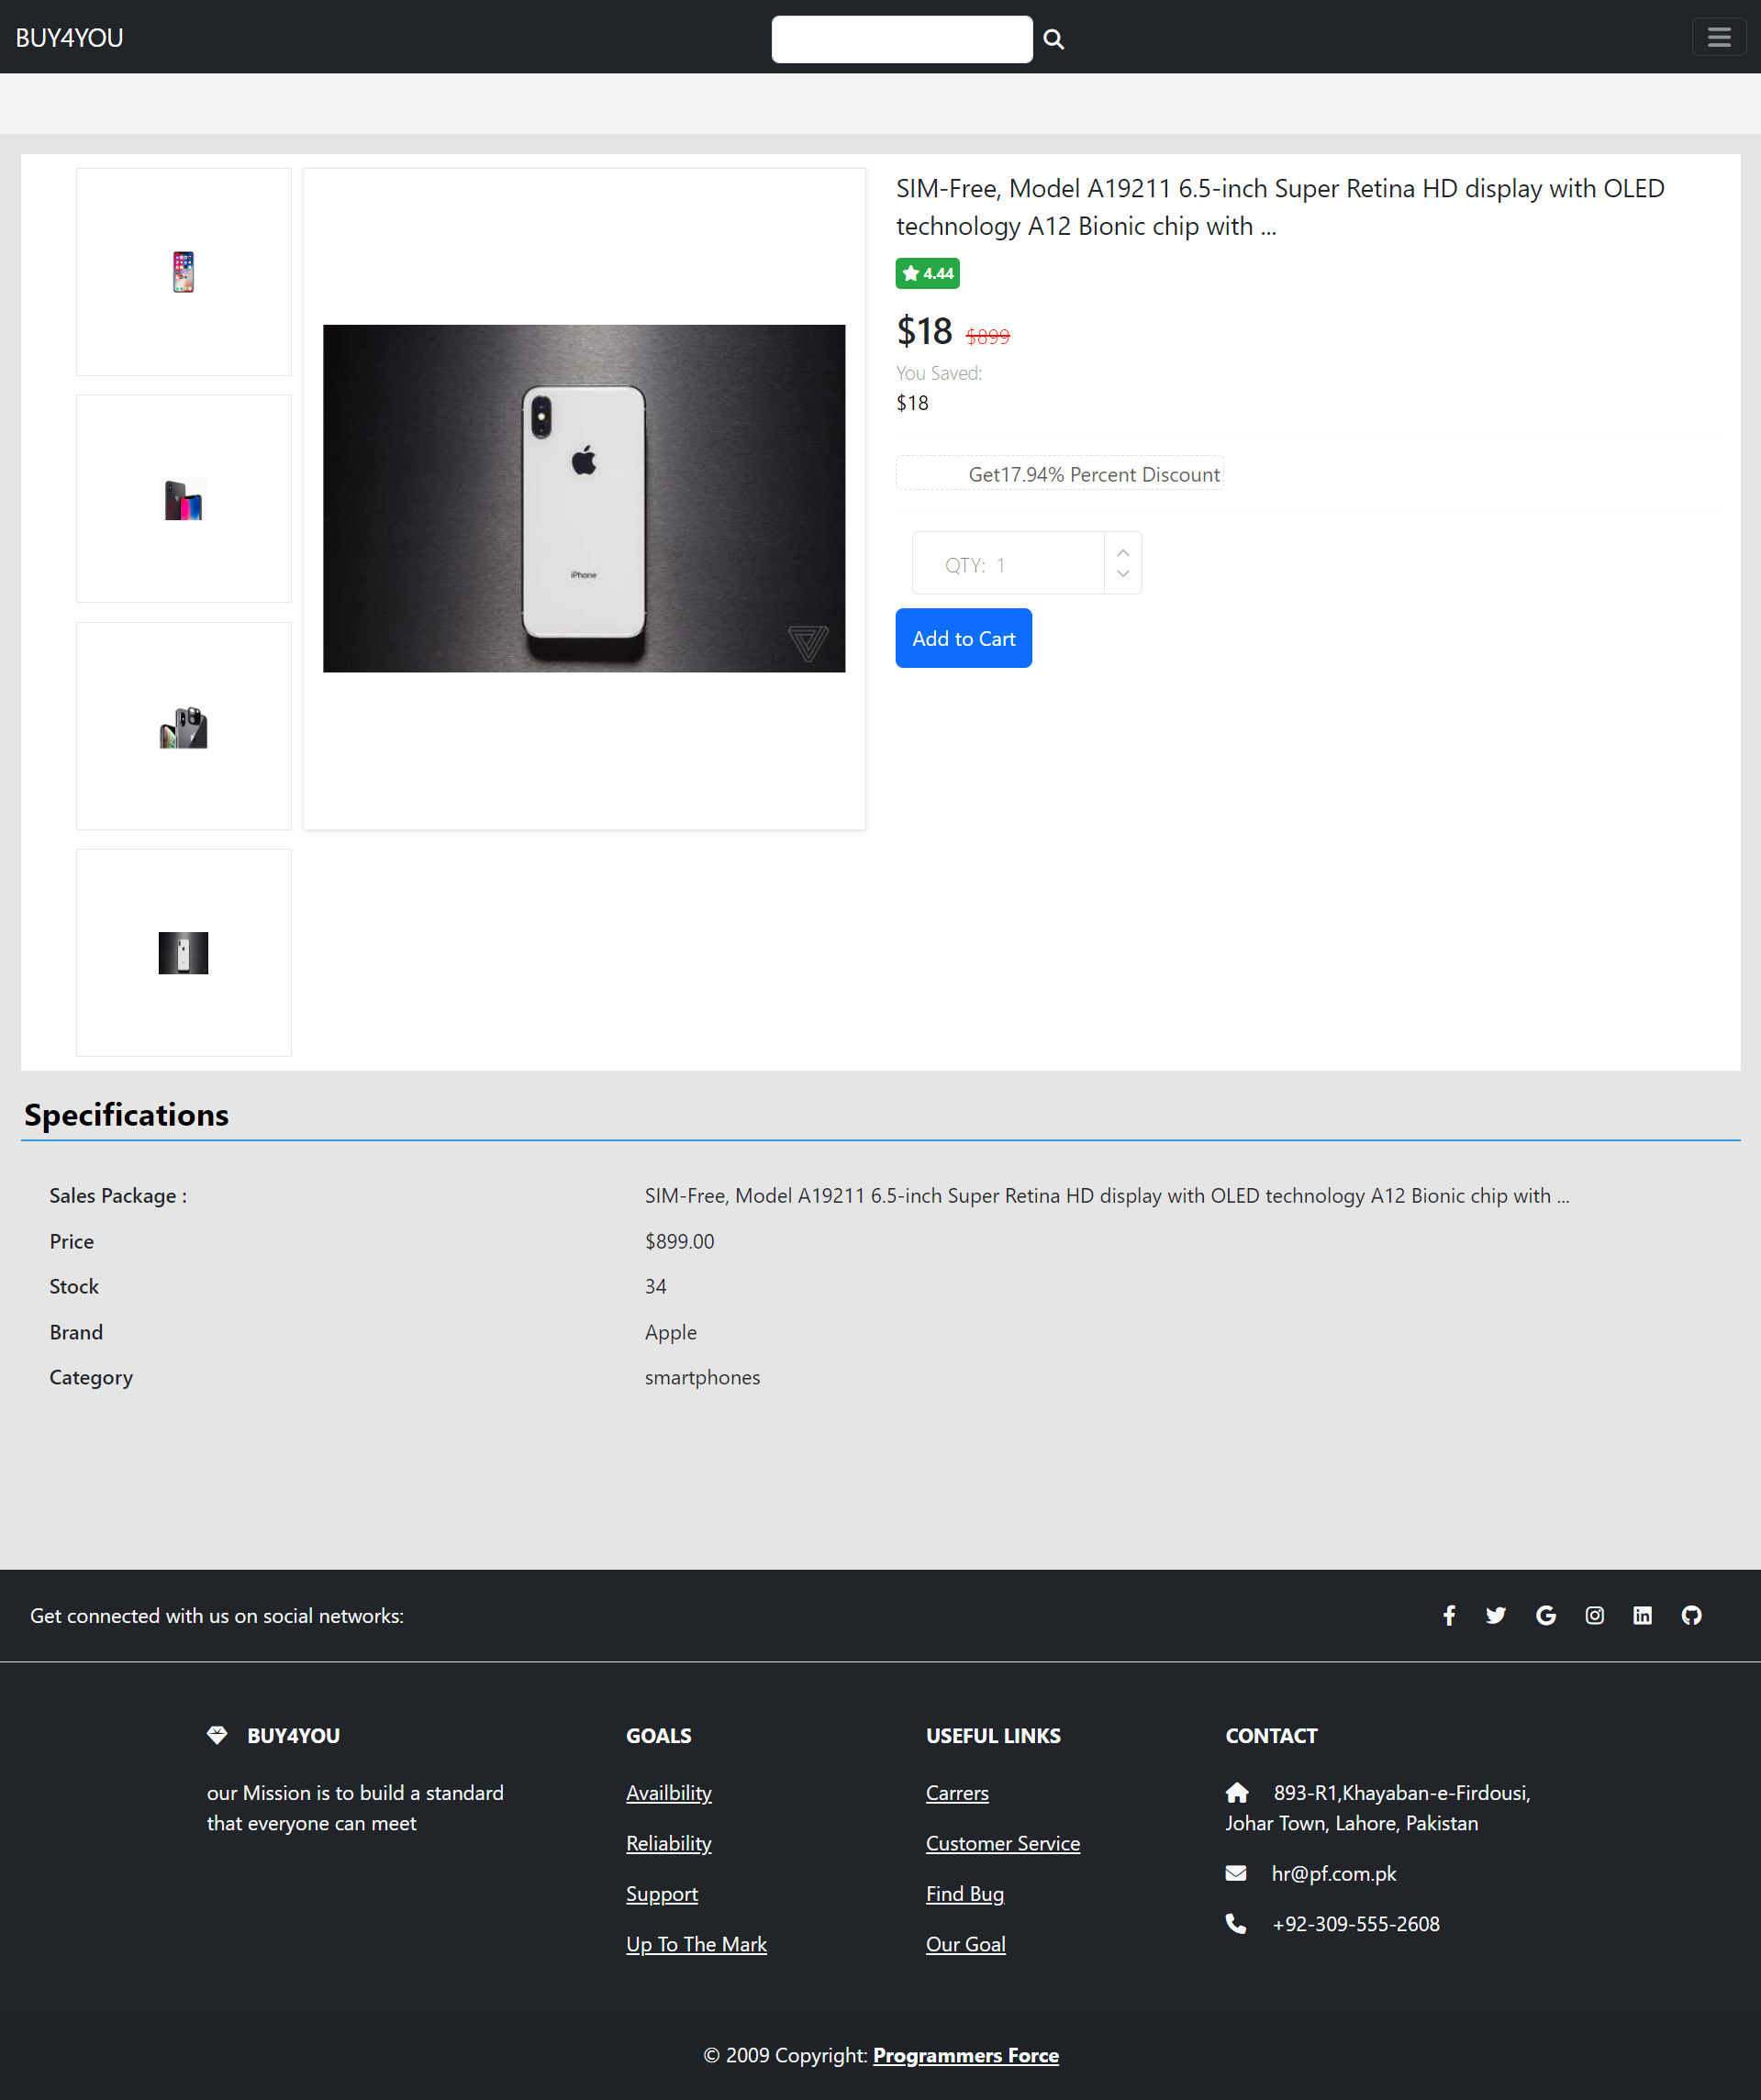 BUY4YOU
SIM-Free, Model A19211 6.5-inch Super Retina HD display with OLED
technology A12 Bionic chip with ...
4.44
$18 $899
You Saved:
$18
Get17.94% Percent Discount
QTY: 1
Add to Cart
iPhone
Specifications
Sales Package : SIM-Free, Model A19211 6.5-inch Super Retina HD display with OLED technology A12 Bionic chip with ...
Price $899.00
Stock 34
Brand Apple
Category smartphones
Get connected with us on social networks:
BUY4YOU
our Mission is to build a standard
that everyone can meet
GOALS
Availbility
Reliability
Support
Up To The Mark
USEFUL LINKS
Carrers
Customer Service
Find Bug
Our Goal
CONTACT
893-R1,Khayaban-e-Firdousi,
Johar Town, Lahore, Pakistan
hr@pf.com.pk
+92-309-555-2608
© 2009 Copyright: Programmers Force